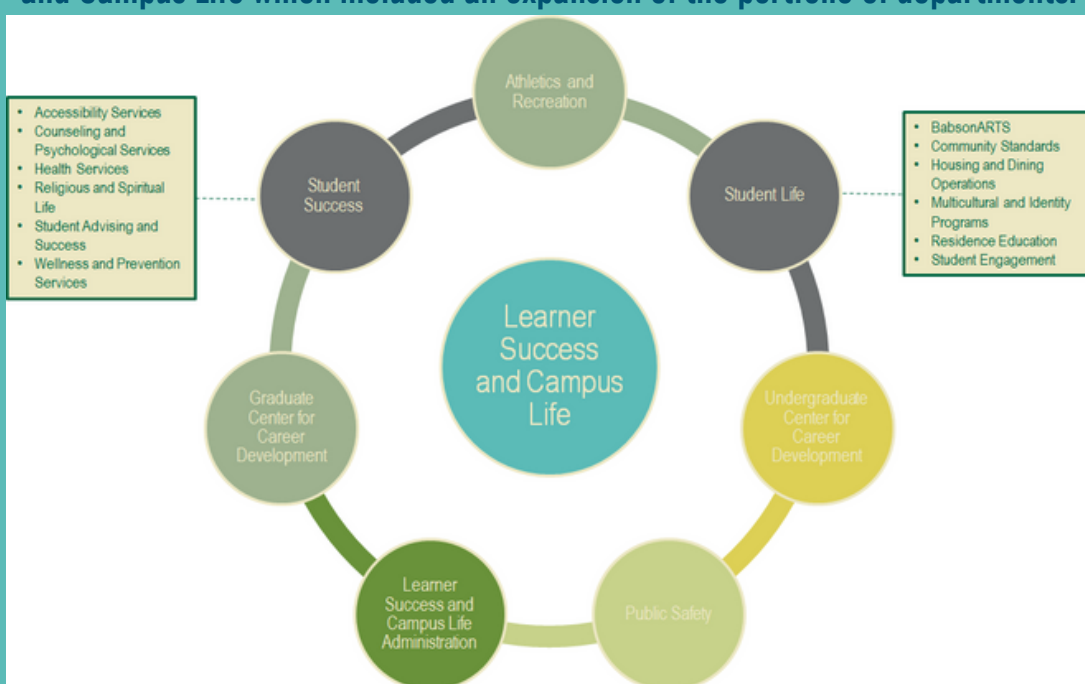 and Campus Life which included an expansion of the portfolio of departments.
Athletics and
Recreation
• Accessibility Services
• Counseling and
Psychological Services
• Health Services
• Religious and Spiritual
Life
• Student Advising and
Success
• Wellness and Prevention
Services
Student
Success
Student Life
• BabsonARTS
• Community Standards
• Housing and Dining
Operations
• Multicultural and Identity
Programs
• Residence Education
• Student Engagement
Learner
Success
and Campus
Life
Graduate
Center for
Career
Development
Undergraduate
Center for
Career
Development
Learner
Success and
Campus Life
Administration
Public Safety